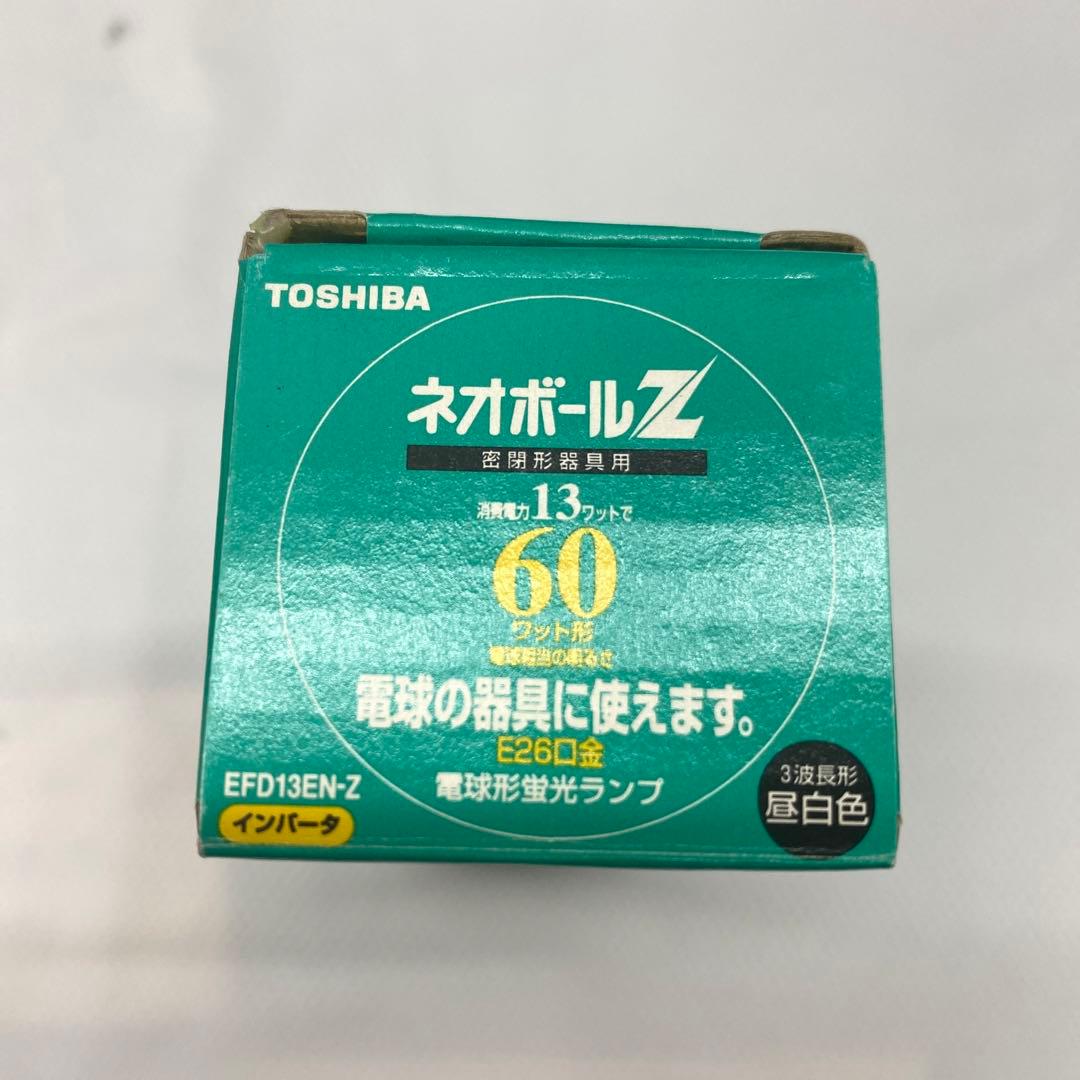 TOSHIBA
ネオボールZ
密閉形器具用
消費電力13ワットで
60
ワット形
電球相当の明るさ
電球の器具に使えます。
E26口金
電球形蛍光ランプ
EFD13EN-Z
インバータ
3波長形
昼白色